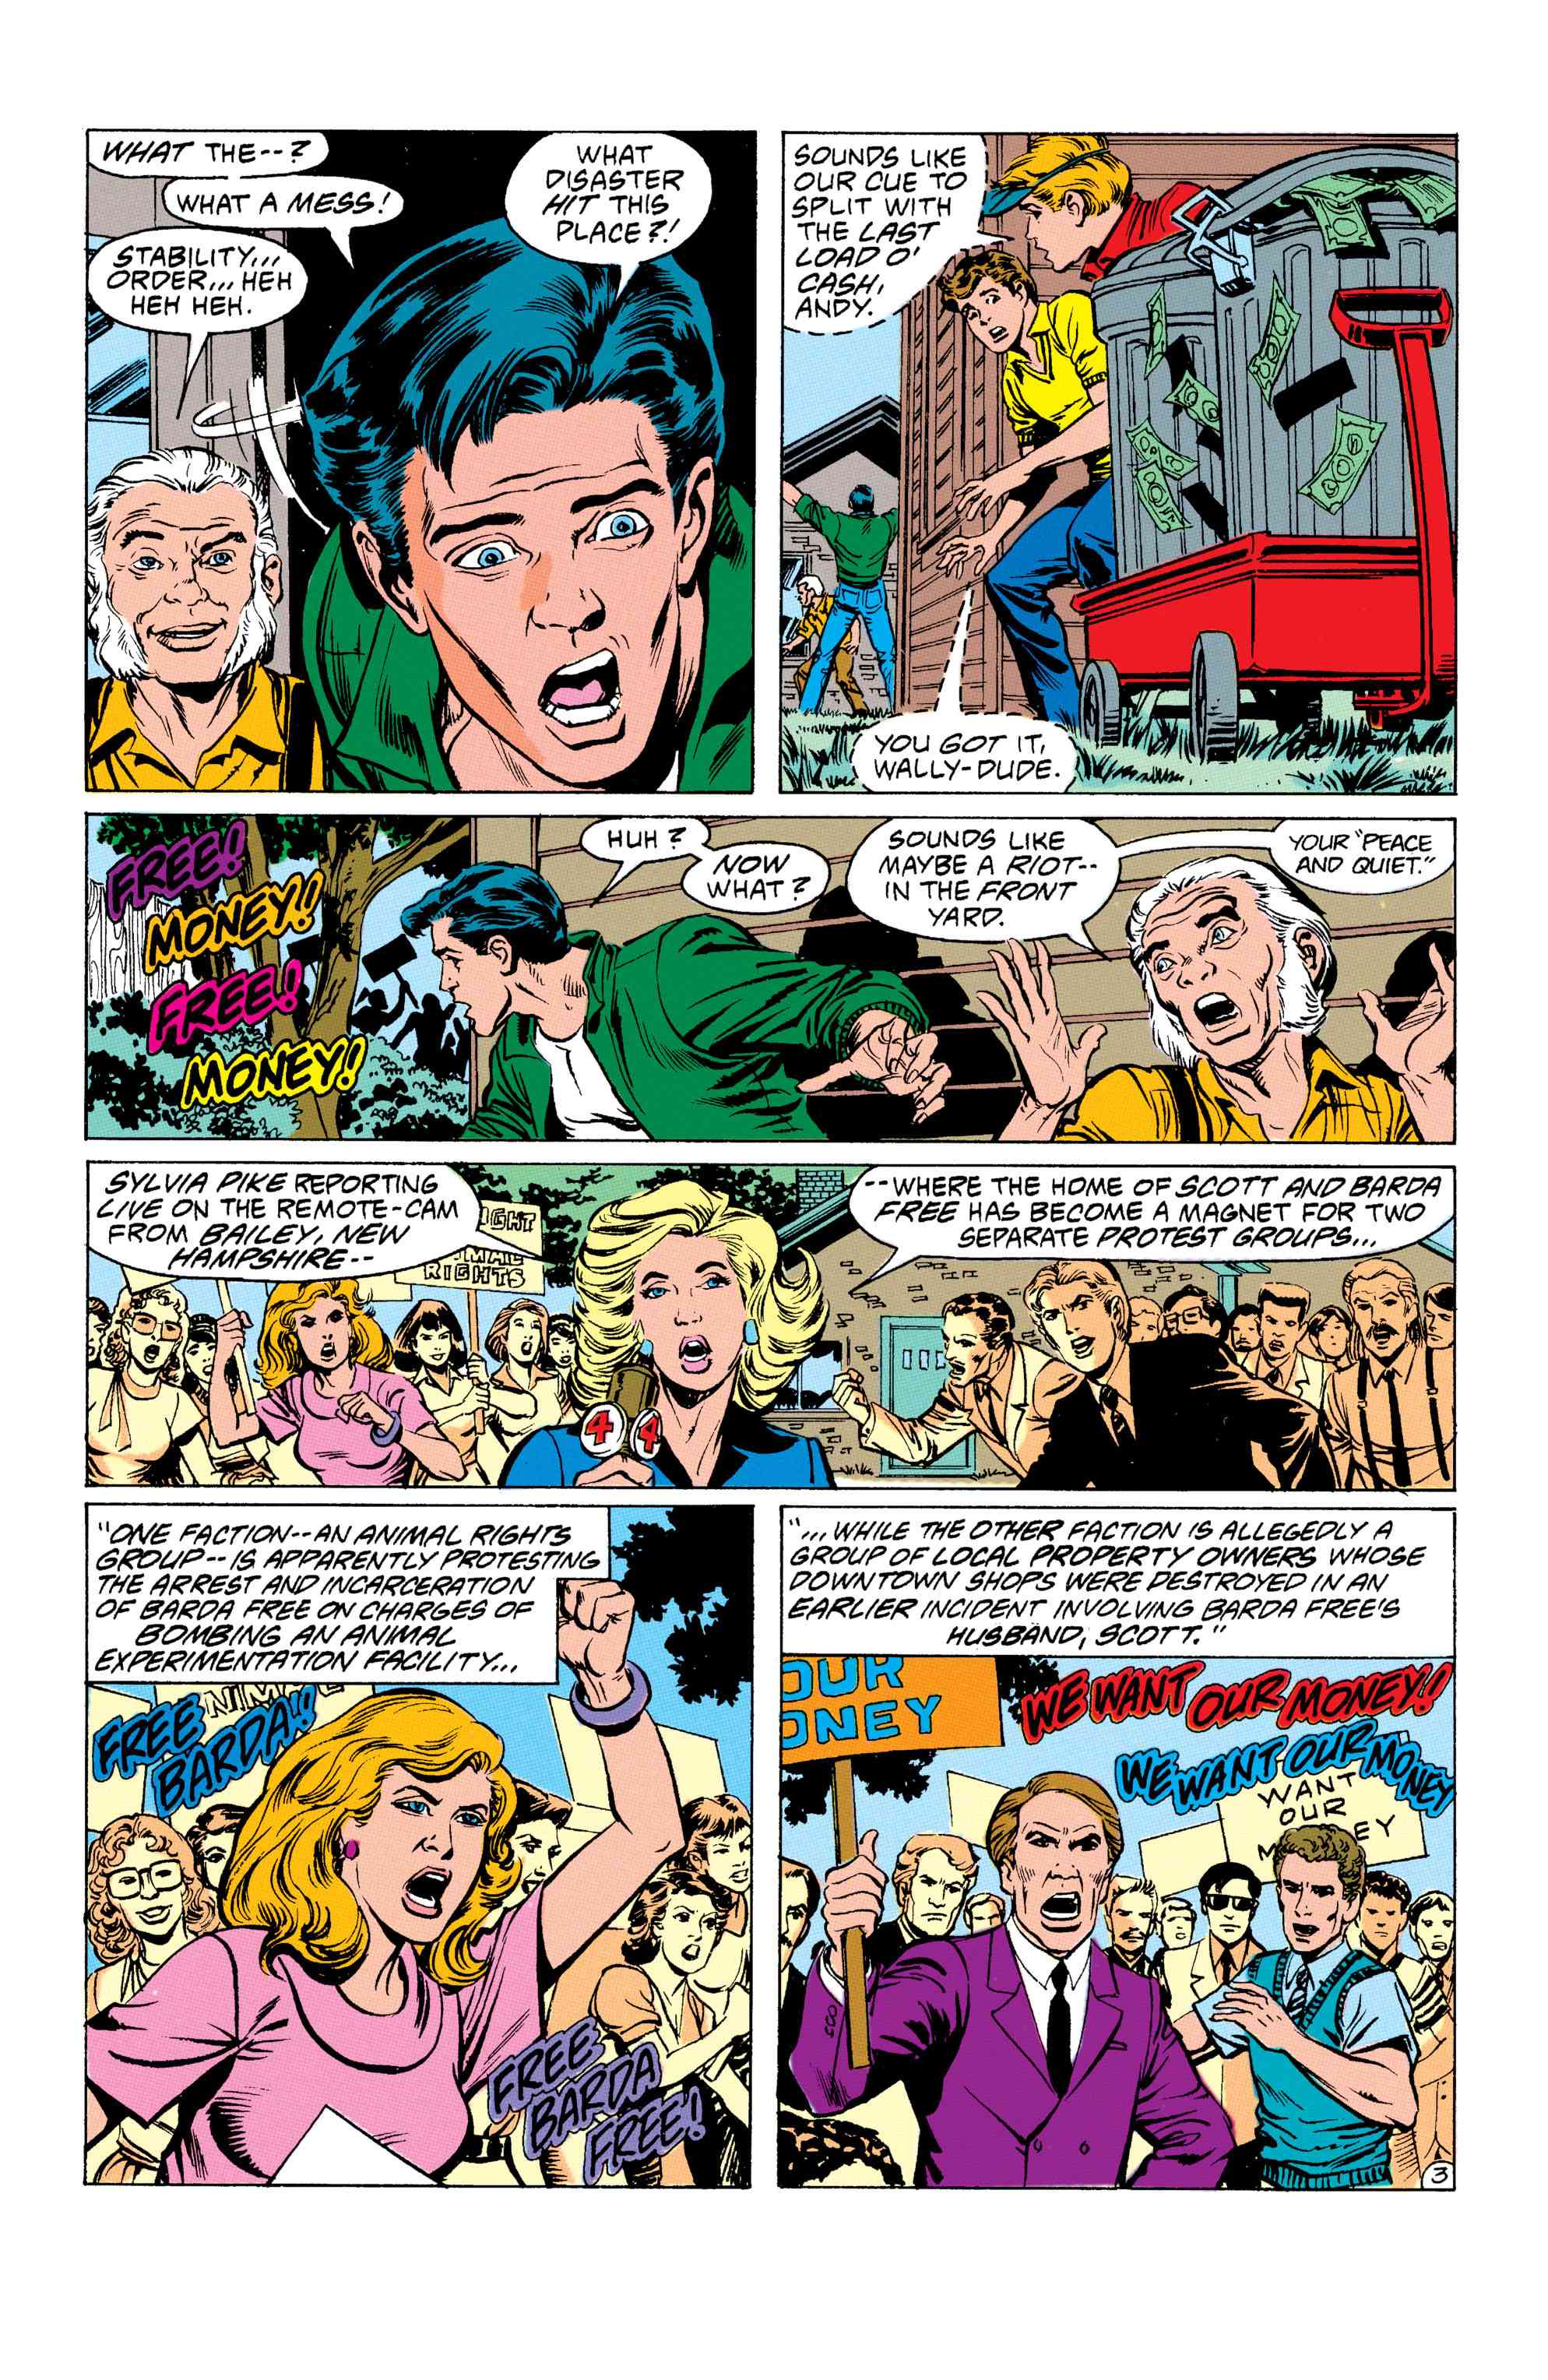 WHAT THE--?
WHAT A MESS!
STABILITY...
ORDER... HEH
HEH HEH.
WHAT
DISASTER
HIT THIS
PLACE?!
SOUNDS LIKE
OUR CUE TO
SPLIT WITH
THE LAST
LOAD O'
CASH,
ANDY.
YOU GOT IT,
WALLY-DUDE.
FREE!
MONEY!!
FREE!
MONEY!
HUH?
NOW
WHAT?
SOUNDS LIKE
MAYBE A RIOT--
IN THE FRONT
YARD.
YOUR "PEACE
AND QUIET."
SYLVIA PIKE REPORTING
LIVE ON THE REMOTE-CAM
FROM BAILEY, NEW
HAMPSHIRE--
IGHT
IMAL
RIGHTS
4 4
--WHERE THE HOME OF SCOTT AND BARDA
FREE HAS BECOME A MAGNET FOR TWO
SEPARATE PROTEST GROUPS...
"ONE FACTION--AN ANIMAL RIGHTS
GROUP--IS APPARENTLY PROTESTING
THE ARREST AND INCARCERATION
OF BARDA FREE ON CHARGES OF
BOMBING AN ANIMAL
EXPERIMENTATION FACILITY...
NIMAL
FREE
BARDA!!
FREE
BARDA
FREE!!
"...WHILE THE OTHER FACTION IS ALLEGEDLY A
GROUP OF LOCAL PROPERTY OWNERS WHOSE
DOWNTOWN SHOPS WERE DESTROYED IN AN
EARLIER INCIDENT INVOLVING BARDA FREE'S
HUSBAND, SCOTT."
OUR
ONEY
WE WANT OUR MONEY!
WE WANT OUR MONEY
WANT
OUR
M EY
3